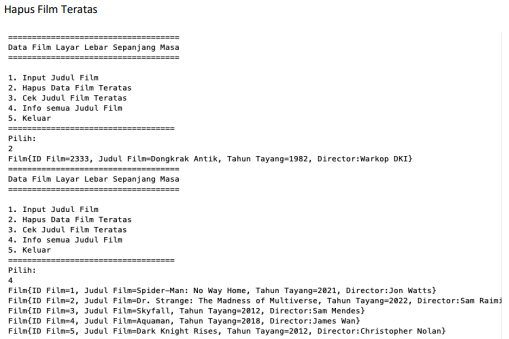 Hapus Film Teratas
====================================
Data Film Layar Lebar Sepanjang Masa
====================================
1. Input Judul Film
2. Hapus Data Film Teratas
3. Cek Judul Film Teratas
4. Info semua Judul Film
5. Keluar
===================================
Pilih:
2
Film{ID Film=2333, Judul Film=Dongkrak Antik, Tahun Tayang=1982, Director:Warkop DKI}
====================================
Data Film Layar Lebar Sepanjang Masa
====================================
1. Input Judul Film
2. Hapus Data Film Teratas
3. Cek Judul Film Teratas
4. Info semua Judul Film
5. Keluar
===================================
Pilih:
4
Film{ID Film=1, Judul Film=Spider-Man: No Way Home, Tahun Tayang=2021, Director:Jon Watts}
Film{ID Film=2, Judul Film=Dr. Strange: The Madness of Multiverse, Tahun Tayang=2022, Director:Sam Raimi
Film{ID Film=3, Judul Film=Skyfall, Tahun Tayang=2012, Director:Sam Mendes}
Film{ID Film=4, Judul Film=Aquaman, Tahun Tayang=2018, Director:James Wan}
Film{ID Film=5, Judul Film=Dark Knight Rises, Tahun Tayang=2012, Director:Christopher Nolan}